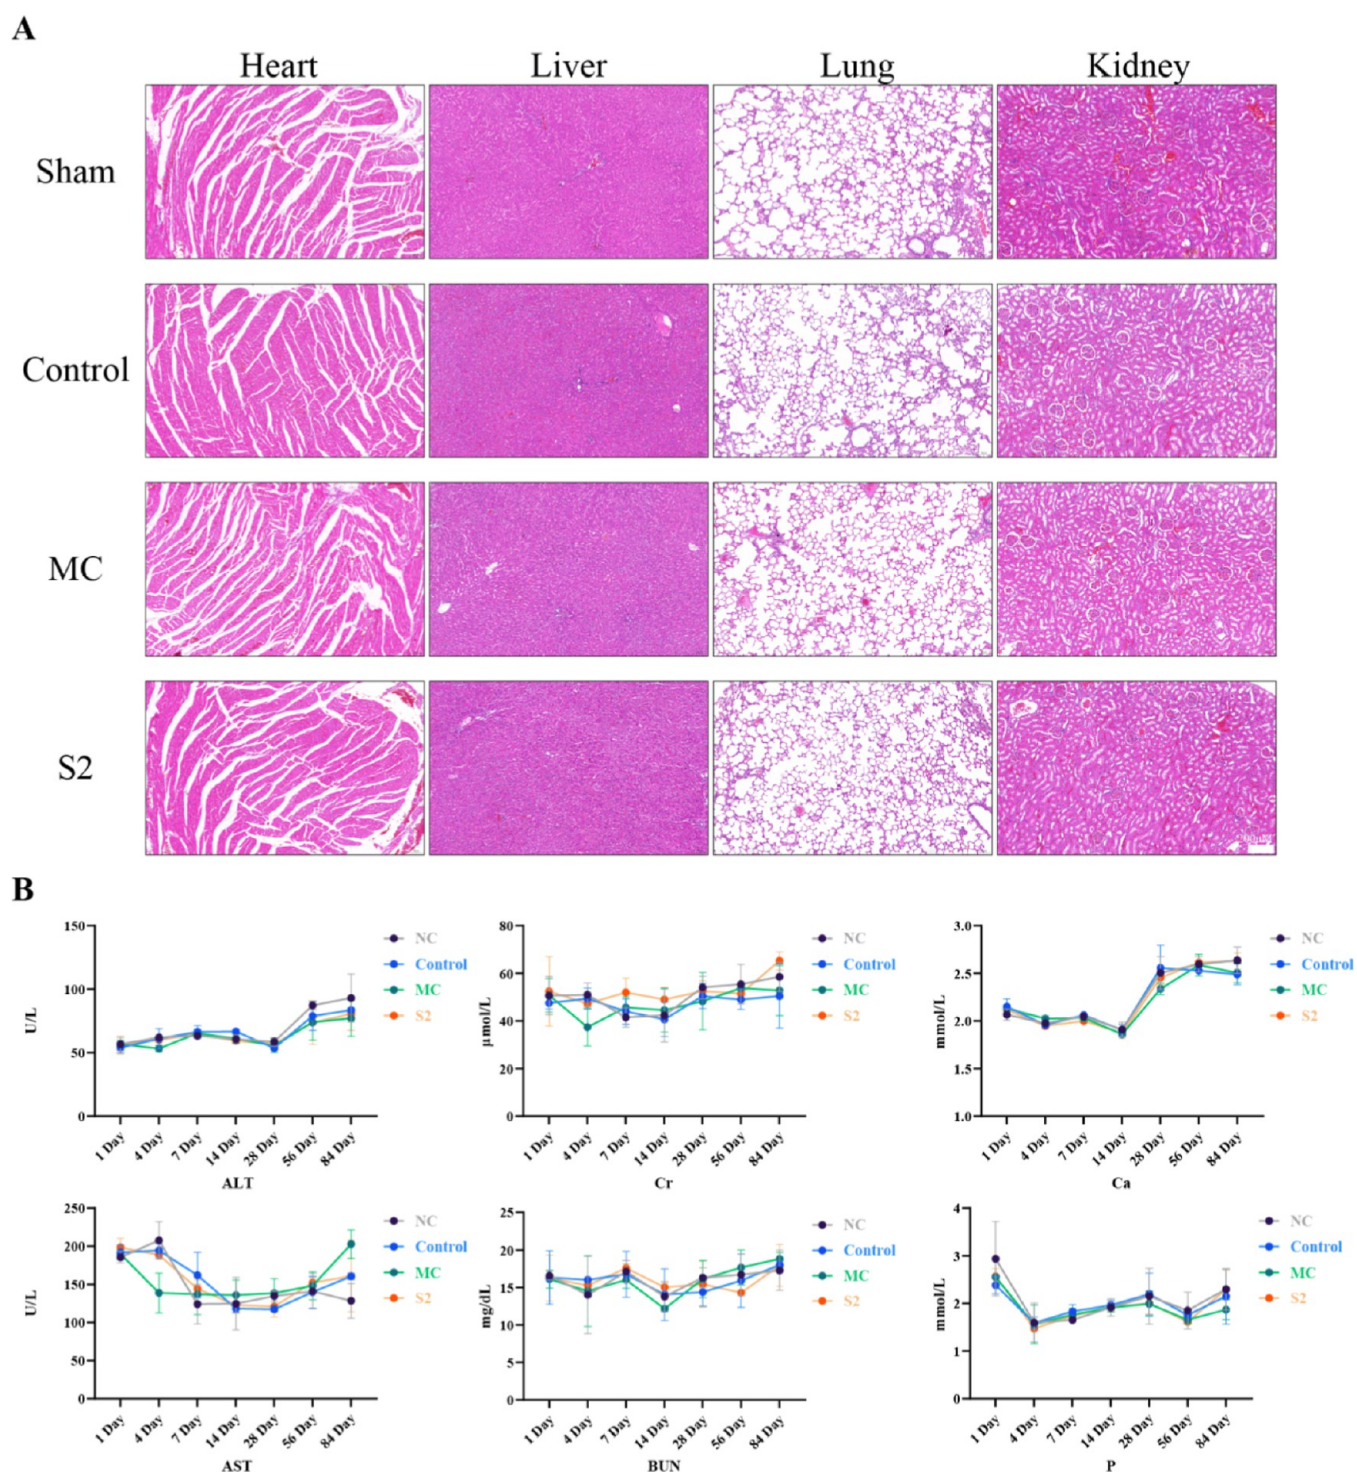 A
Heart Liver Lung Kidney
Sham
Control
MC
S2
B
150
100
50
0
U/L
NC
Control
MC
S2
1 Day 4 Day 7 Day 14 Day 28 Day 56 Day 84 Day
ALT
80
60
40
20
0
μmol/L
NC
Control
MC
S2
1 Day 4 Day 7 Day 14 Day 28 Day 56 Day 84 Day
Cr
3.0
2.5
2.0
1.5
1.0
mmol/L
NC
Control
MC
S2
1 Day 4 Day 7 Day 14 Day 28 Day 56 Day 84 Day
Ca
250
200
150
100
50
0
U/L
NC
Control
MC
S2
1 Day 4 Day 7 Day 14 Day 28 Day 56 Day 84 Day
AST
25
20
15
10
5
0
mg/dL
NC
Control
MC
S2
1 Day 4 Day 7 Day 14 Day 28 Day 56 Day 84 Day
BUN
4
3
2
1
0
mmol/L
NC
Control
MC
S2
1 Day 4 Day 7 Day 14 Day 28 Day 56 Day 84 Day
P